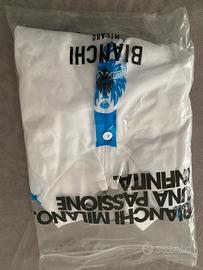 BIANCHI
MILANO
BIANCHI MILANO.
UNA PASSIONE
INFINITA.